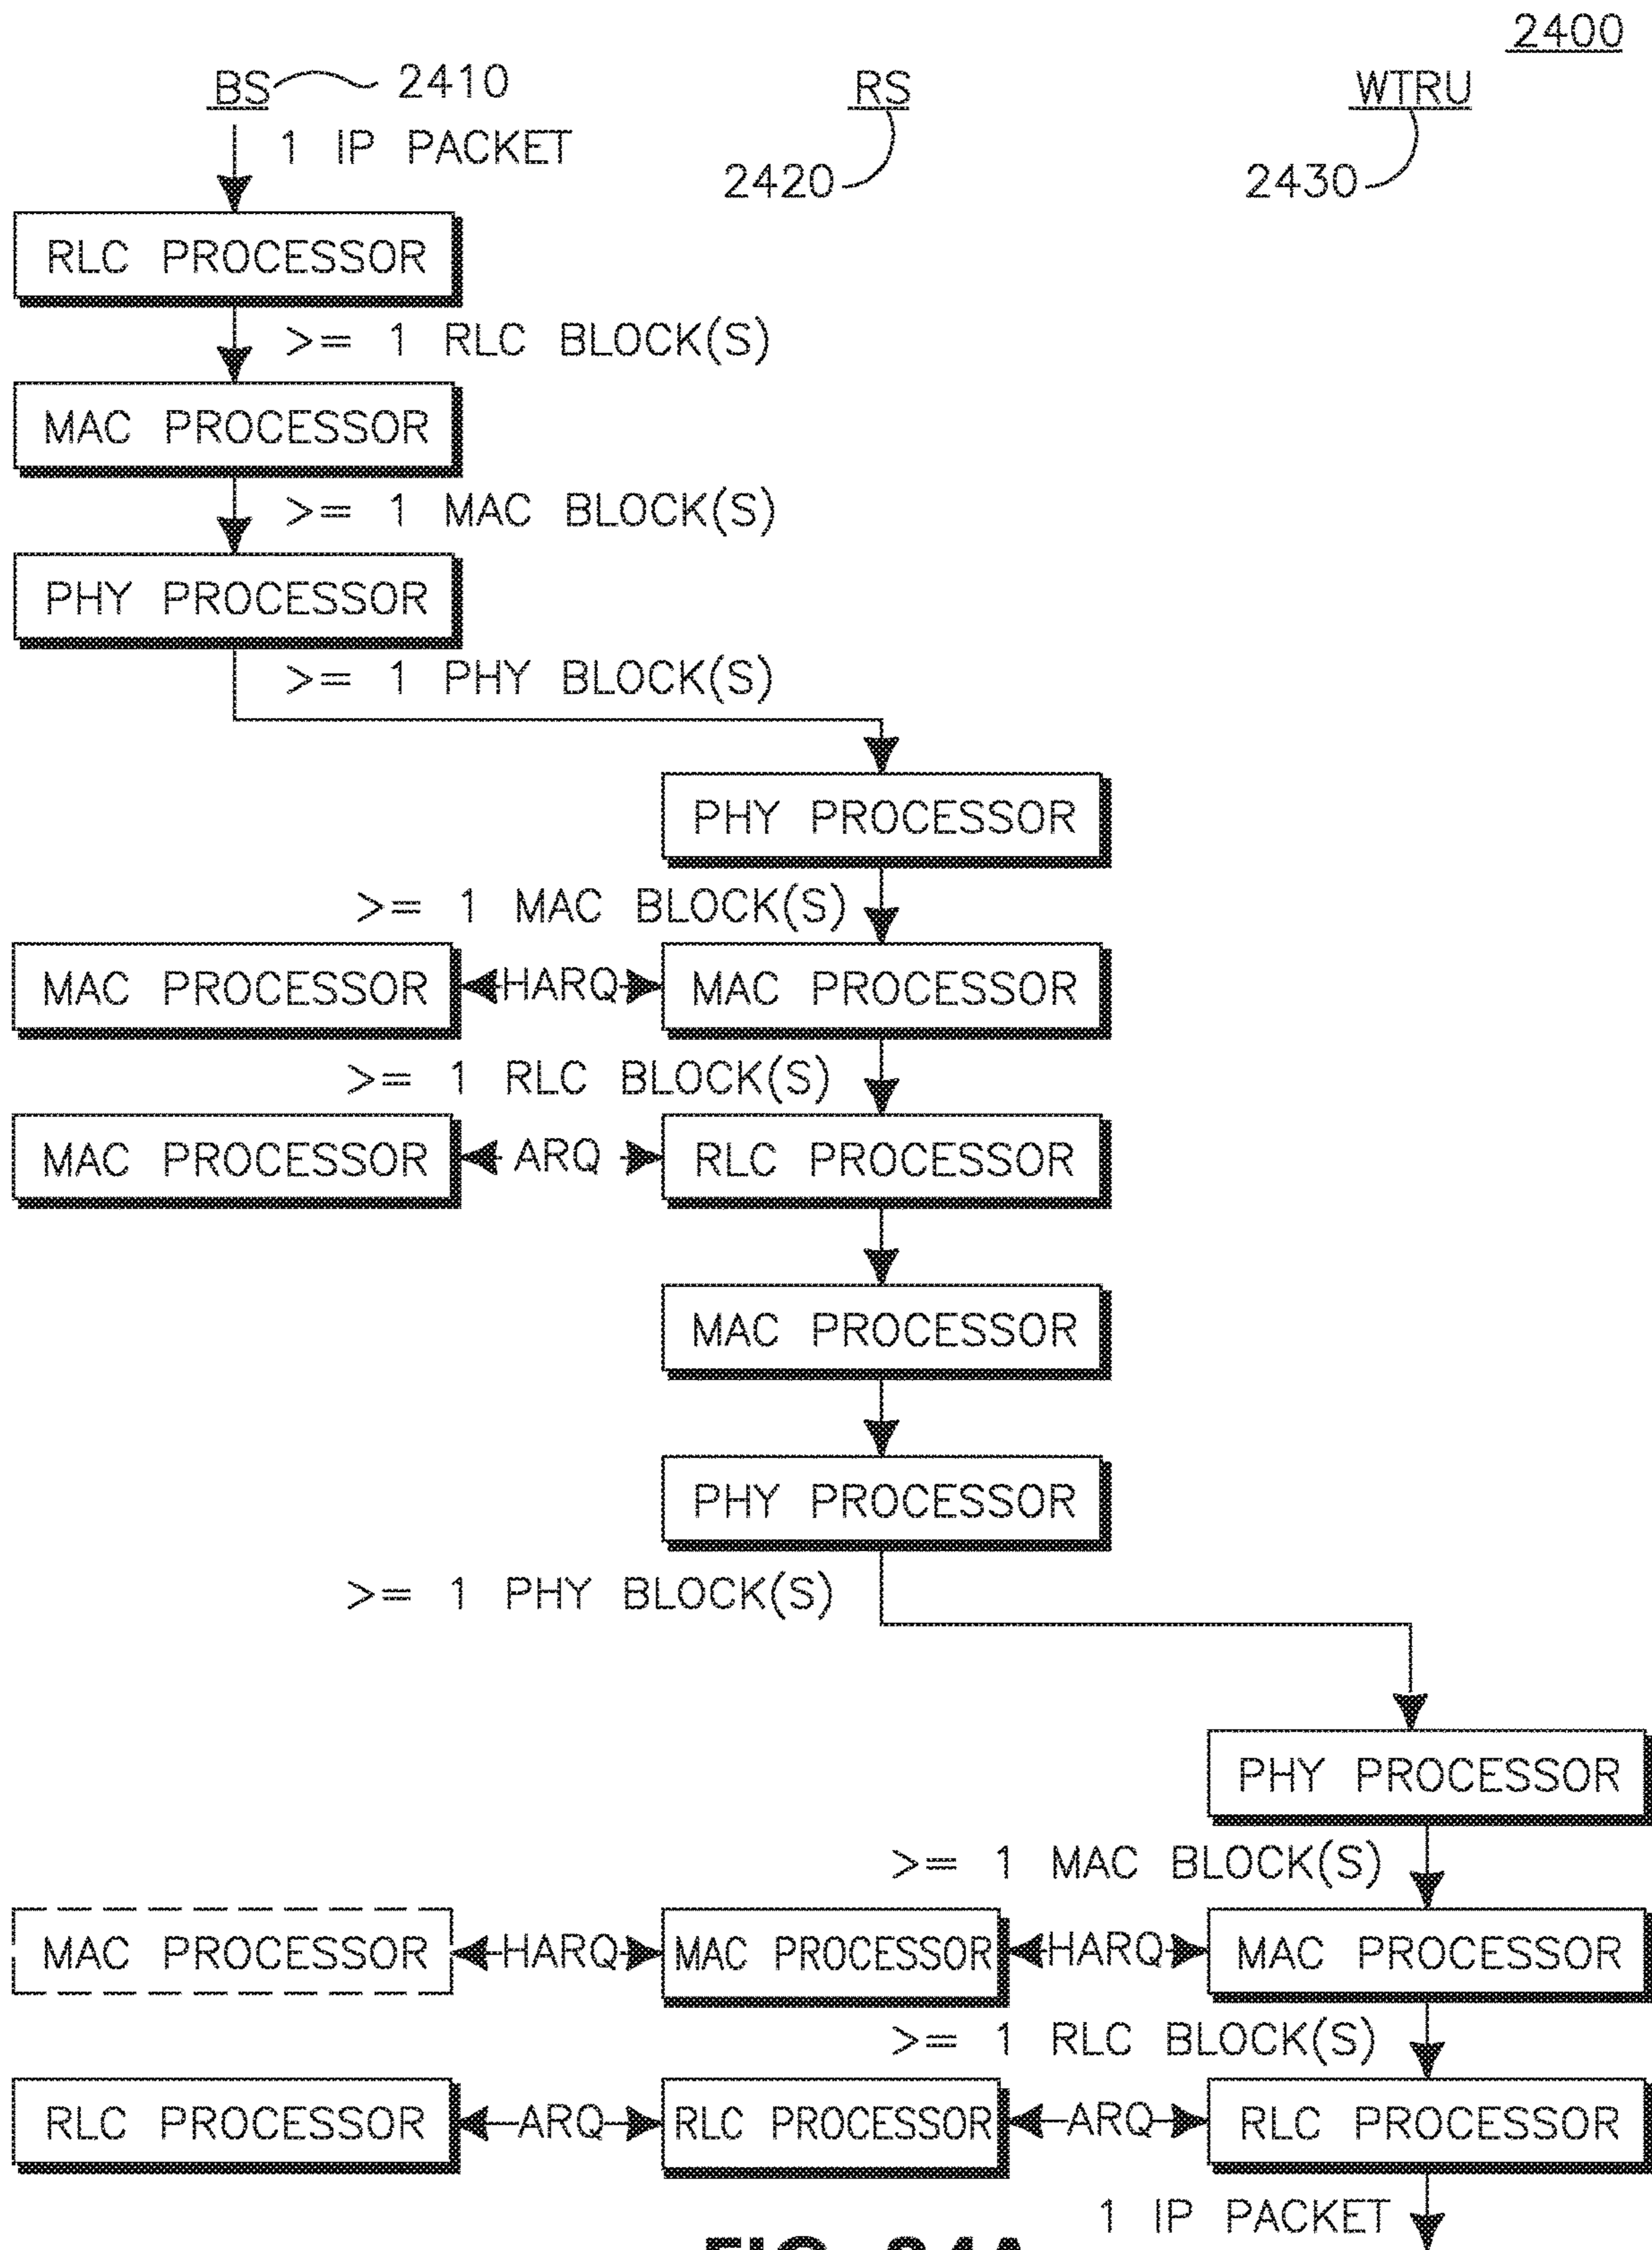 2400
BS 2410
RS
WTRU
1 IP PACKET
2420
2430
RLC PROCESSOR
>= 1 RLC BLOCK(S)
MAC PROCESSOR
>= 1 MAC BLOCK(S)
PHY PROCESSOR
>= 1 PHY BLOCK(S)
PHY PROCESSOR
>= 1 MAC BLOCK(S)
MAC PROCESSOR HARQ MAC PROCESSOR
>= 1 RLC BLOCK(S)
MAC PROCESSOR ARQ RLC PROCESSOR
MAC PROCESSOR
PHY PROCESSOR
>= 1 PHY BLOCK(S)
PHY PROCESSOR
>= 1 MAC BLOCK(S)
MAC PROCESSOR HARQ MAC PROCESSOR HARQ MAC PROCESSOR
>= 1 RLC BLOCK(S)
RLC PROCESSOR ARQ RLC PROCESSOR ARQ RLC PROCESSOR
1 IP PACKET
FIG. 24A